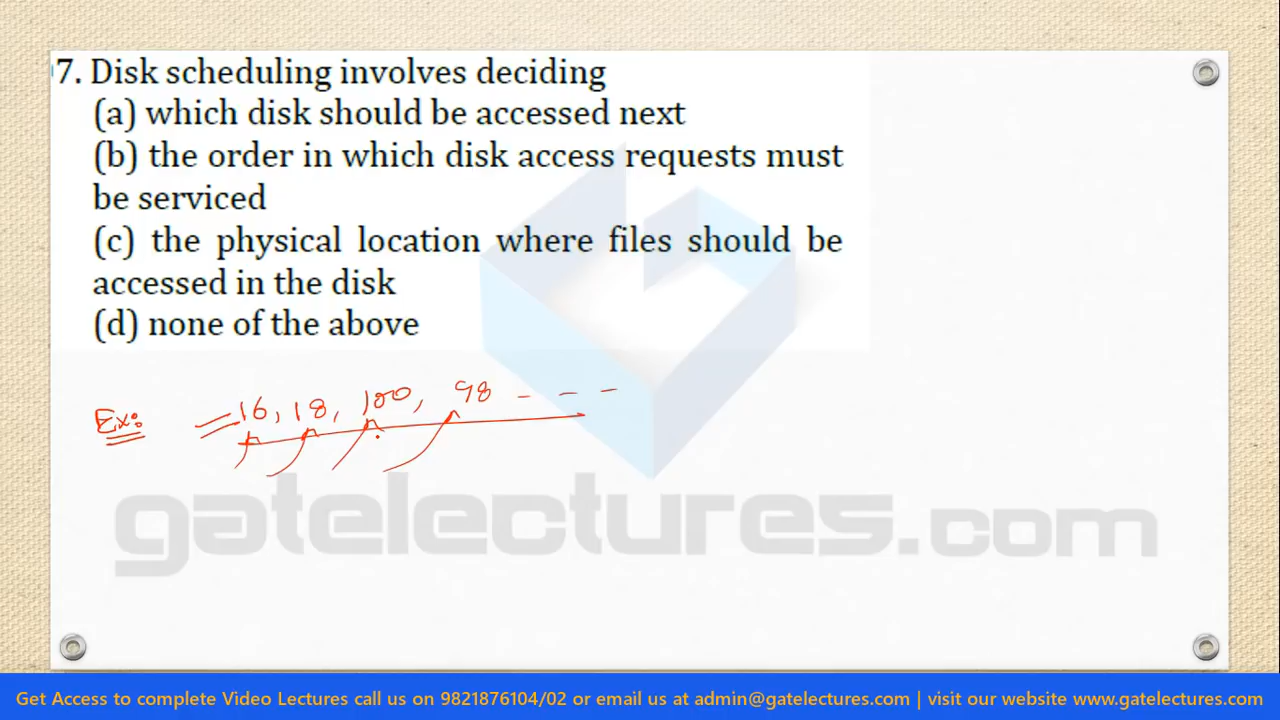 7. Disk scheduling involves deciding
(a) which disk should be accessed next
(b) the order in which disk access requests must
be serviced
(c) the physical location where files should be
accessed in the disk
(d) none of the above
Ex: 16, 18, 100, 98 - - -
gatelectures.com
Get Access to complete Video Lectures call us on 9821876104/02 or email us at admin@gatelectures.com | visit our website www.gatelectures.com